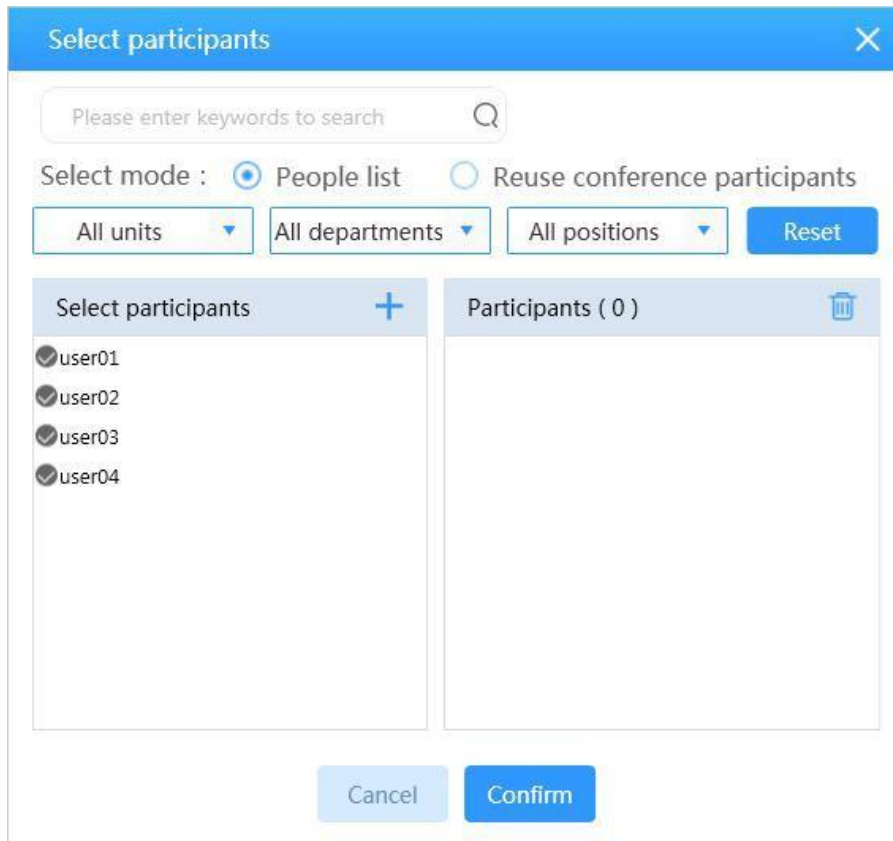 Select participants
Please enter keywords to search
Select mode : People list Reuse conference participants
All units All departments All positions Reset
Select participants Participants ( 0 )
user01
user02
user03
user04
Cancel Confirm